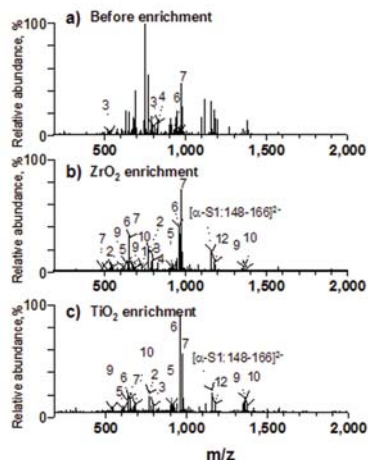 a) Before enrichment
Relative abundance, %
100
0
3 3 4 6 7
500 1,000 1,500 2,000
b) ZrO2 enrichment
Relative abundance, %
100
0
7 2 9 5 6 7 9 10 1 2 3 4 5 6 7
[α-S1:148-166]2-
12 9 10
500 1,000 1,500 2,000
c) TiO2 enrichment
Relative abundance, %
100
0
9 5 6 7 10 2 3 5 6 7
[α-S1:148-166]2-
12 9 10
500 1,000 1,500 2,000
m/z